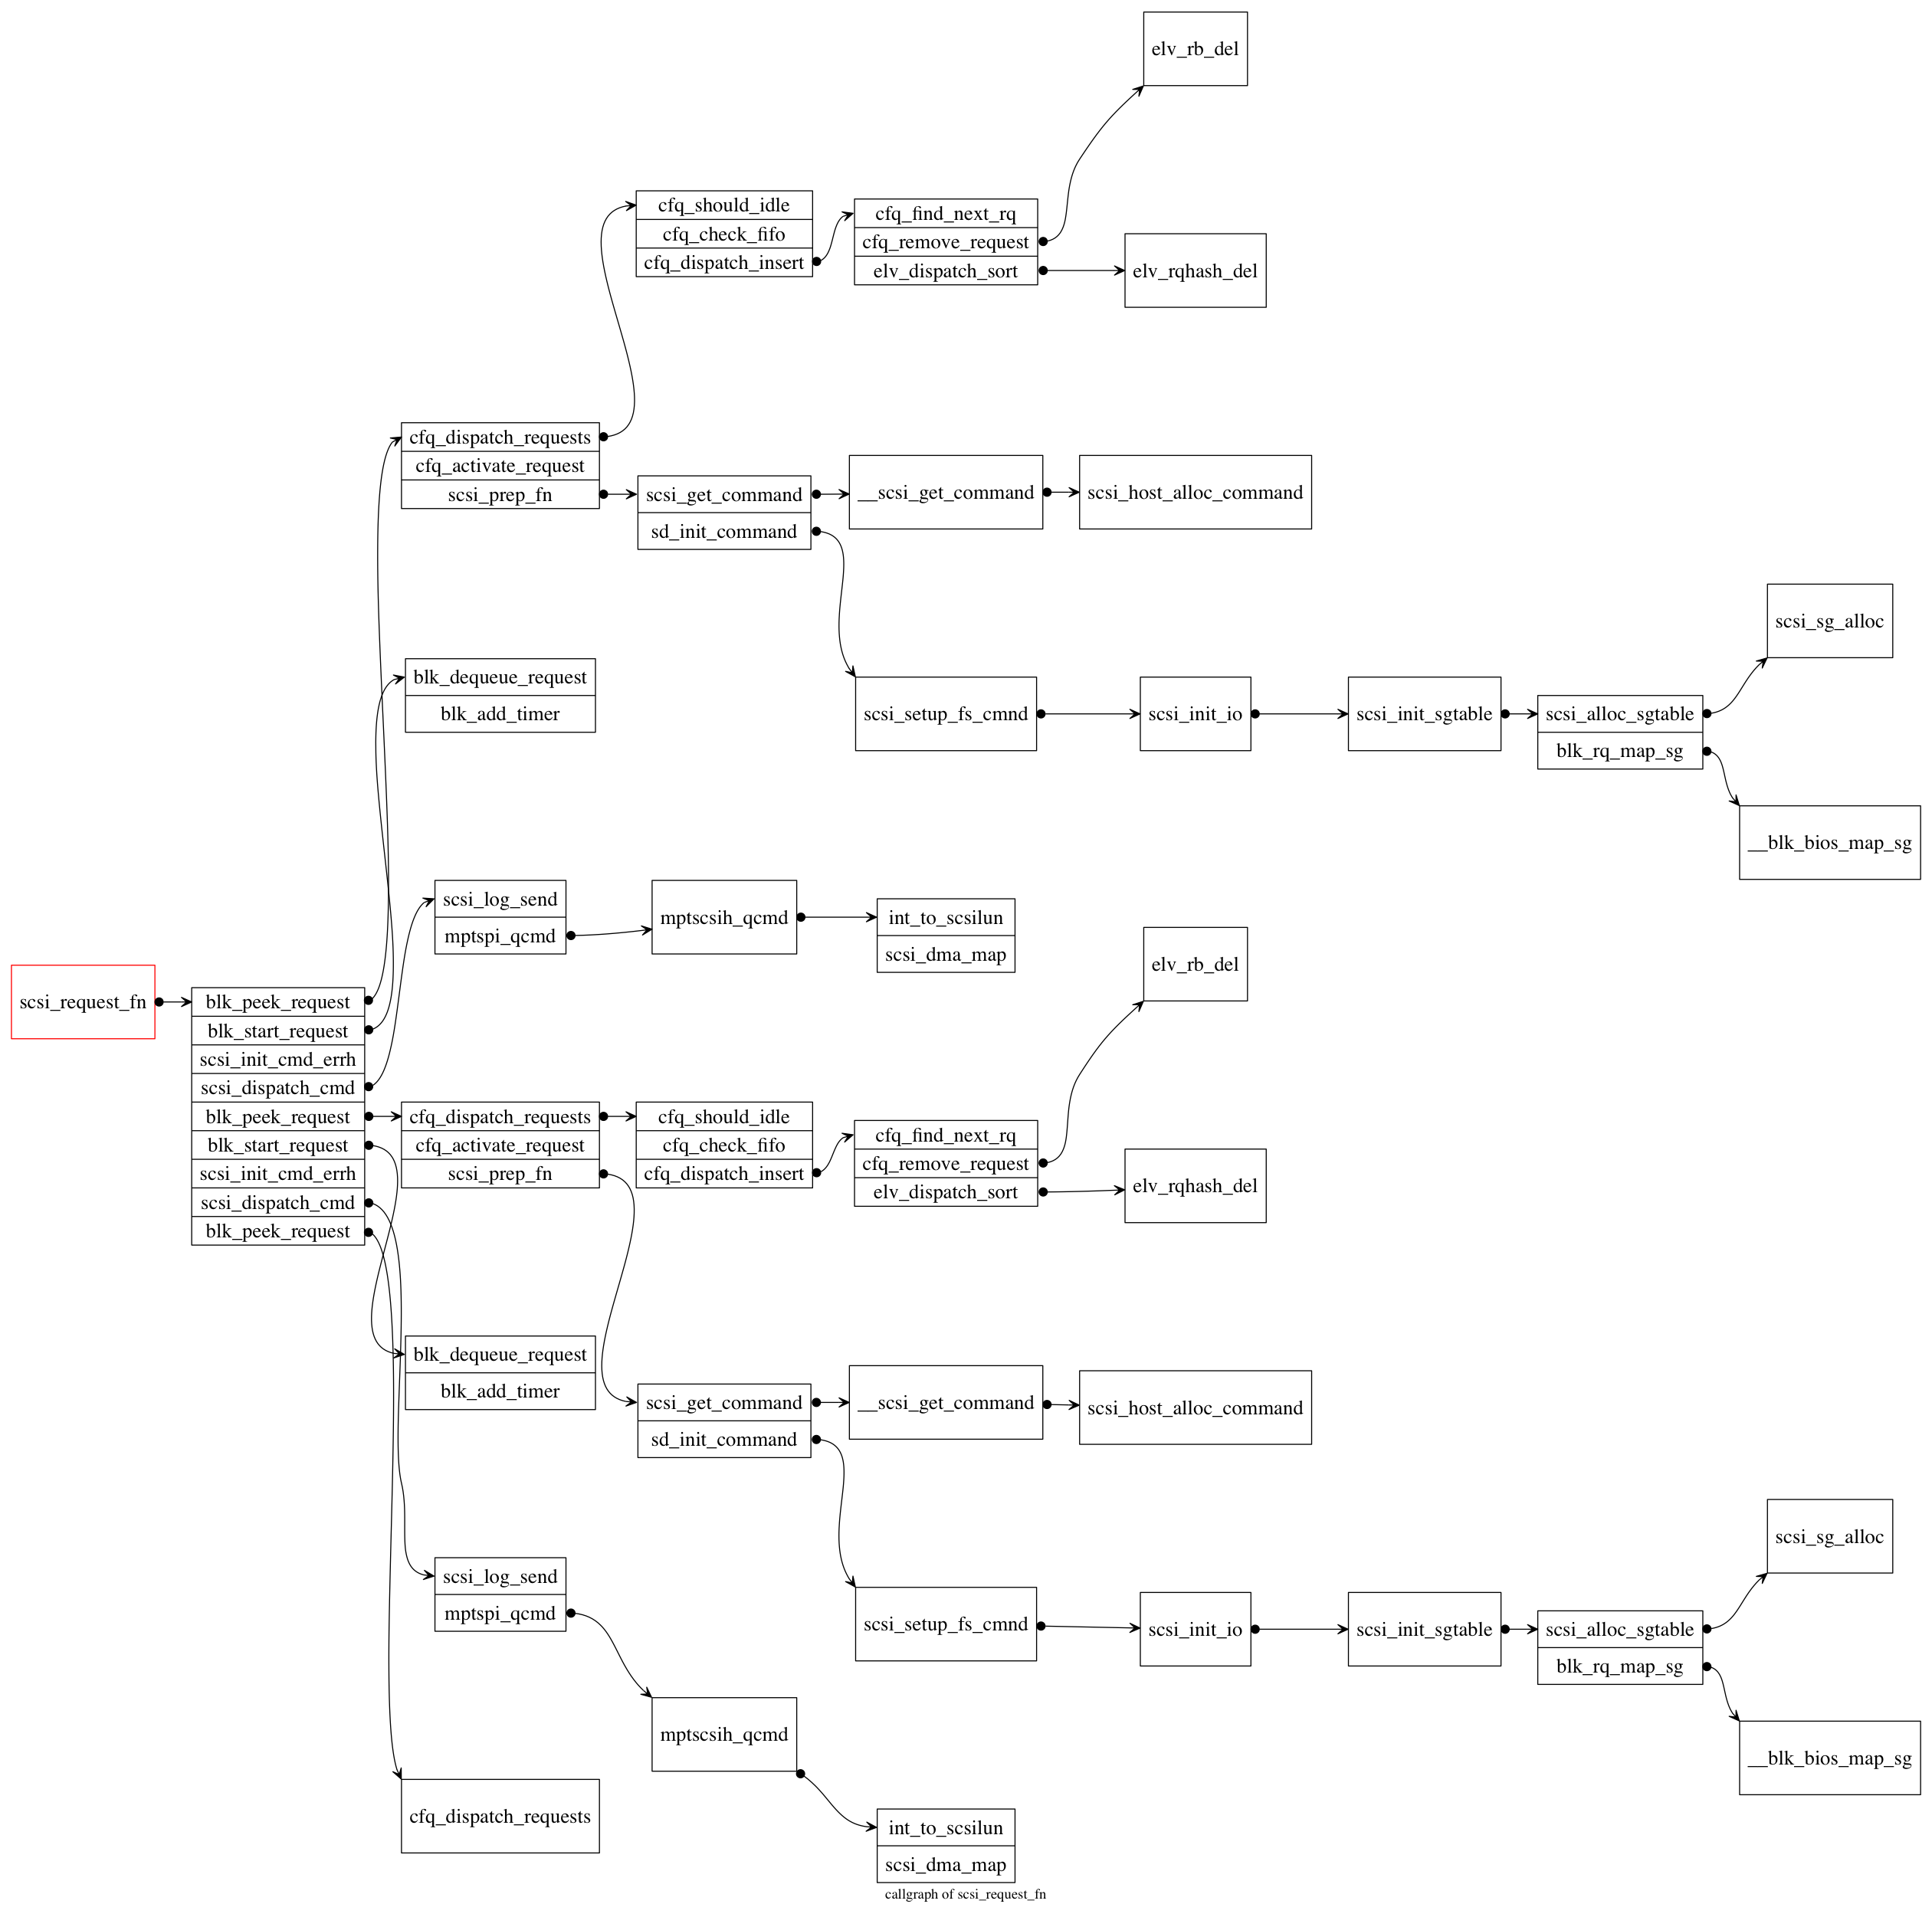 elv_rb_del
cfq_should_idle
cfq_check_fifo
cfq_dispatch_insert
cfq_find_next_rq
cfq_remove_request
elv_dispatch_sort
elv_rqhash_del
cfq_dispatch_requests
cfq_activate_request
scsi_prep_fn
scsi_get_command
sd_init_command
__scsi_get_command
scsi_host_alloc_command
blk_dequeue_request
blk_add_timer
scsi_setup_fs_cmnd
scsi_init_io
scsi_init_sgtable
scsi_alloc_sgtable
blk_rq_map_sg
scsi_sg_alloc
__blk_bios_map_sg
scsi_log_send
mptspi_qcmd
mptscsih_qcmd
int_to_scsilun
scsi_dma_map
scsi_request_fn
blk_peek_request
blk_start_request
scsi_init_cmd_errh
scsi_dispatch_cmd
blk_peek_request
blk_start_request
scsi_init_cmd_errh
scsi_dispatch_cmd
blk_peek_request
elv_rb_del
cfq_dispatch_requests
cfq_activate_request
scsi_prep_fn
cfq_should_idle
cfq_check_fifo
cfq_dispatch_insert
cfq_find_next_rq
cfq_remove_request
elv_dispatch_sort
elv_rqhash_del
blk_dequeue_request
blk_add_timer
scsi_get_command
sd_init_command
__scsi_get_command
scsi_host_alloc_command
scsi_log_send
mptspi_qcmd
scsi_setup_fs_cmnd
scsi_init_io
scsi_init_sgtable
scsi_alloc_sgtable
blk_rq_map_sg
scsi_sg_alloc
__blk_bios_map_sg
mptscsih_qcmd
cfq_dispatch_requests
int_to_scsilun
scsi_dma_map
callgraph of scsi_request_fn